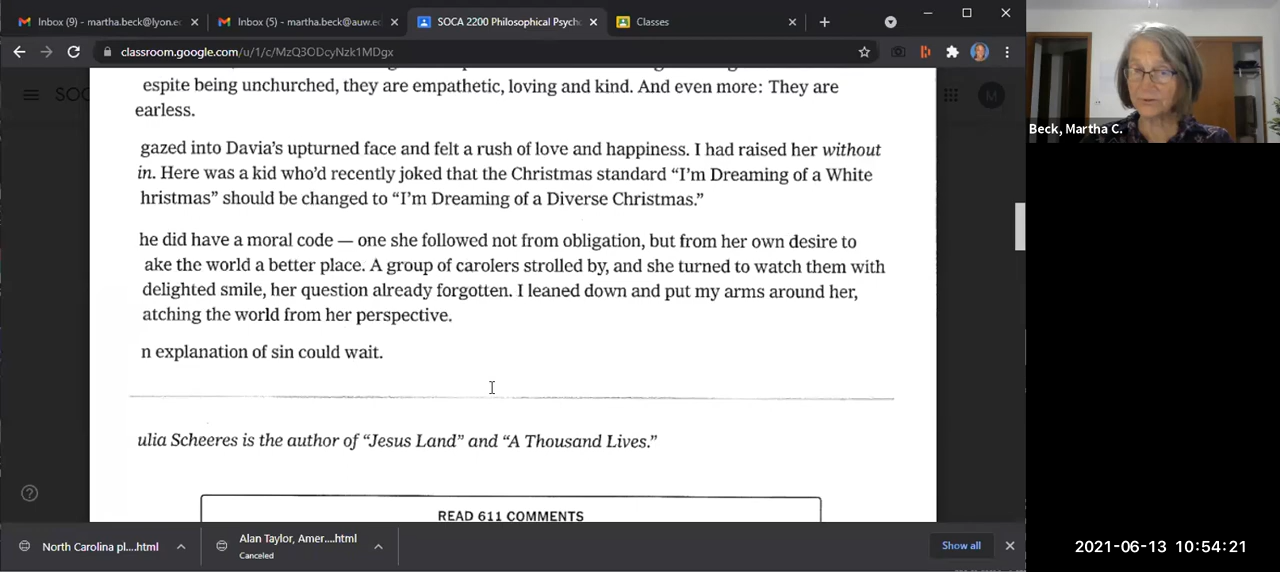 Inbox (9) - martha.beck@lyon.e
Inbox (5) - martha.beck@auw.e
SOCA 2200 Philosophical Psych
Classes
classroom.google.com/u/1/c/MzQ3ODcyNzk1MDgx
SOC
M
espite being unchurched, they are empathetic, loving and kind. And even more: They are
earless.
gazed into Davia's upturned face and felt a rush of love and happiness. I had raised her without
in. Here was a kid who'd recently joked that the Christmas standard “I'm Dreaming of a White
hristmas” should be changed to “I'm Dreaming of a Diverse Christmas.”
he did have a moral code — one she followed not from obligation, but from her own desire to
ake the world a better place. A group of carolers strolled by, and she turned to watch them with
delighted smile, her question already forgotten. I leaned down and put my arms around her,
atching the world from her perspective.
n explanation of sin could wait.
ulia Scheeres is the author of “Jesus Land” and “A Thousand Lives.”
READ 611 COMMENTS
North Carolina pl....html
Alan Taylor, Amer....html
Canceled
Show all
Beck, Martha C.
2021-06-13 10:54:21